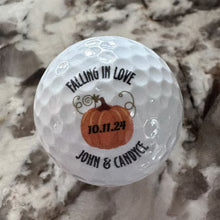 FALLING IN LOVE
10.11.24
JOHN & CANDYCE